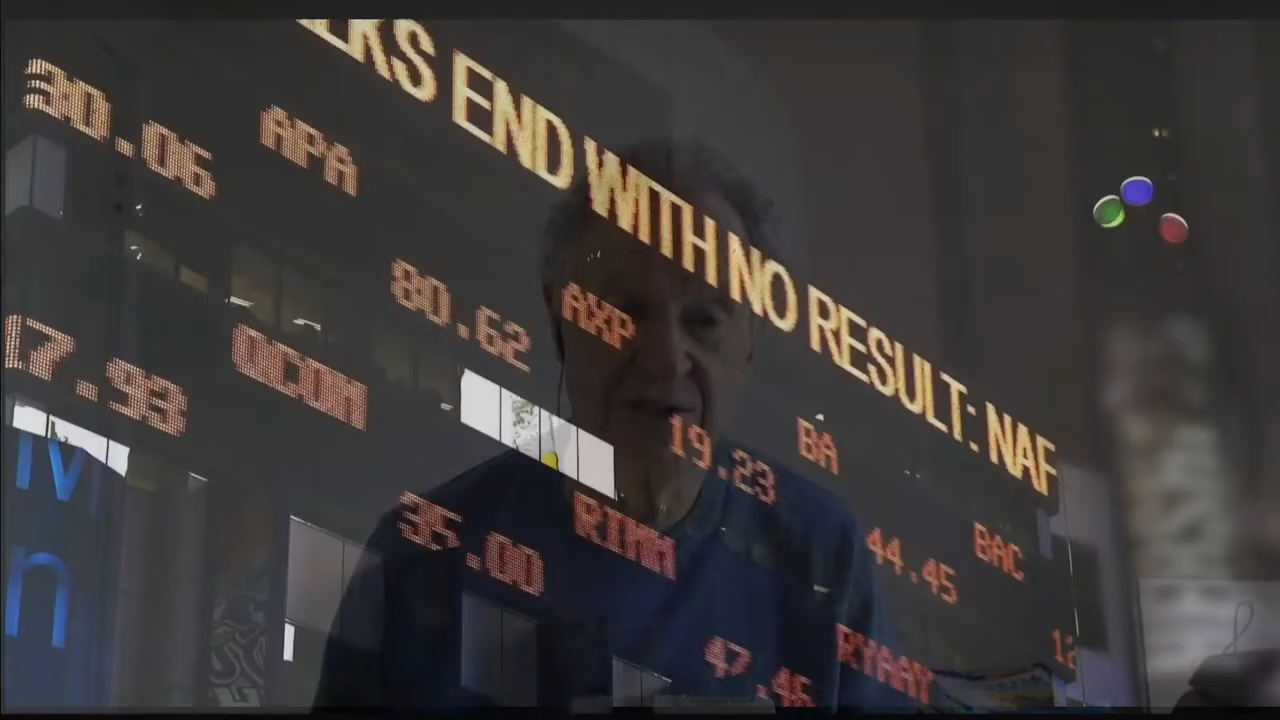 END WITH NO RESULT: NAF
30.06 APA
80.62 AXP
19.23 BA
44.45 BAC
12
17.93 QCOM
35.00 RIMM
47.45 RYAAY